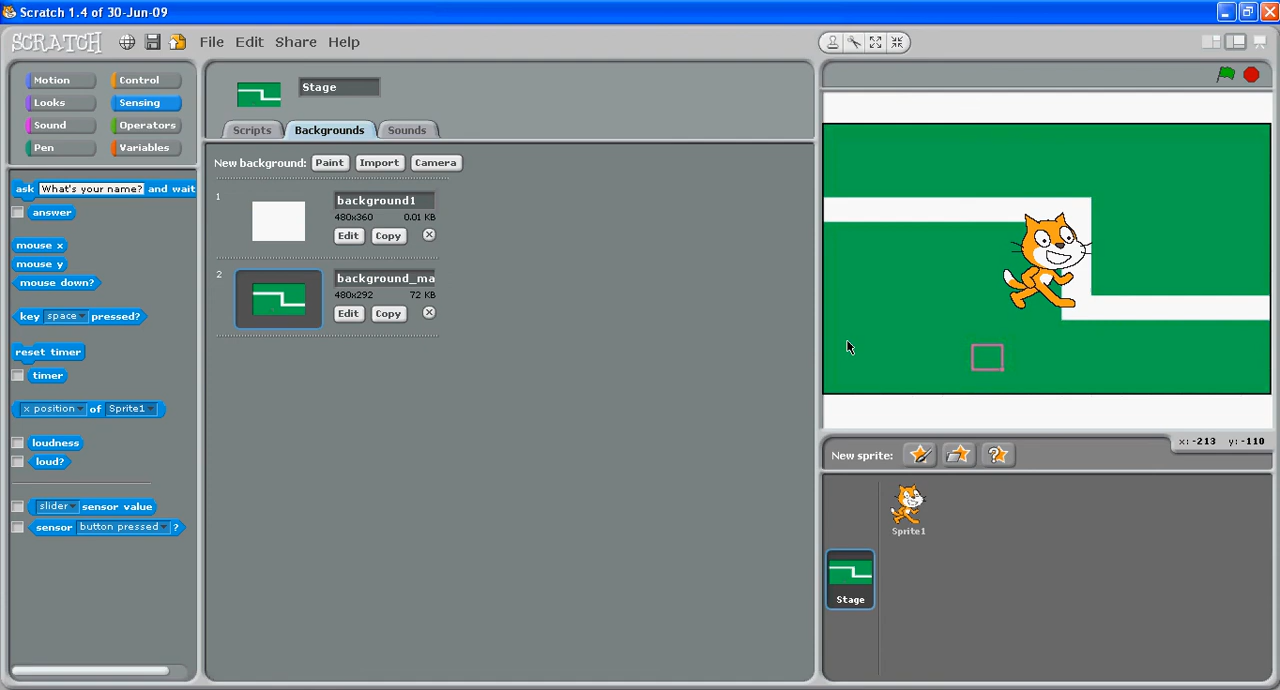 Scratch 1.4 of 30-Jun-09
SCRATCH File Edit Share Help
Motion Control
Looks Sensing
Sound Operators
Pen Variables
ask What's your name? and wait
answer
mouse x
mouse y
mouse down?
key space pressed?
reset timer
timer
x position of Sprite1
loudness
loud?
slider sensor value
sensor button pressed ?
Stage
Scripts Backgrounds Sounds
New background: Paint Import Camera
1 background1
480x360 0.01 KB
Edit Copy
2 background_ma
480x292 72 KB
Edit Copy
x: -213 y: -110
New sprite:
Sprite1
Stage